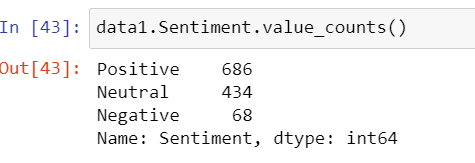 In [43]: data1.Sentiment.value_counts()
Out[43]: Positive    686
Neutral     434
Negative     68
Name: Sentiment, dtype: int64